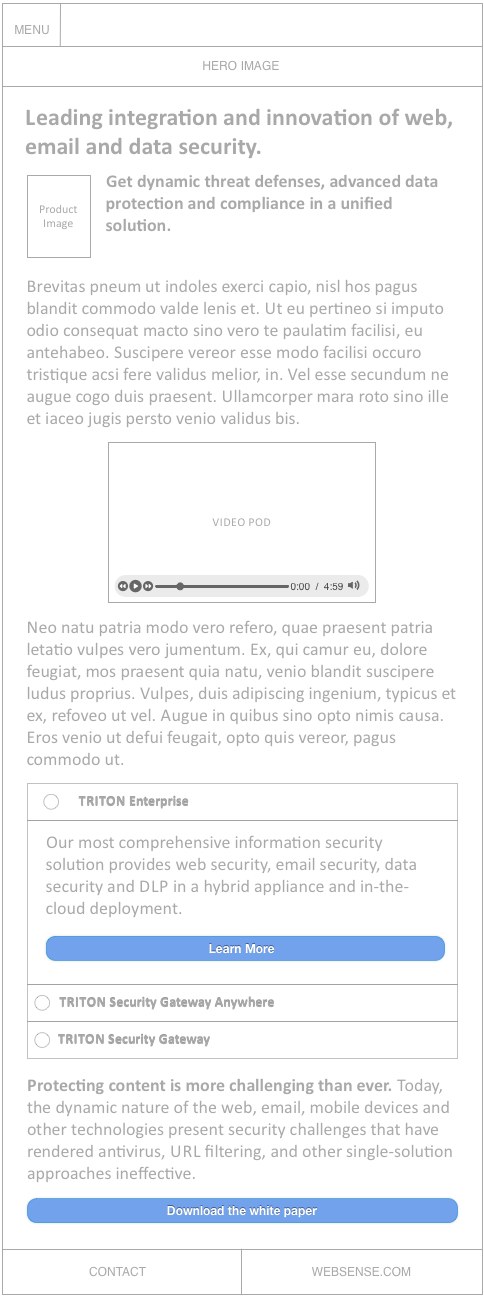 MENU
HERO IMAGE
Leading integration and innovation of web,
email and data security.
Product
Image
Get dynamic threat defenses, advanced data
protection and compliance in a unified
solution.
Brevitas pneum ut indoles exerci capio, nisl hos pagus
blandit commodo valde lenis et. Ut eu pertineo si imputo
odio consequat macto sino vero te paulatim facilisi, eu
antehabeo. Suscipere vereor esse modo facilisi occuro
tristique acsi fere validus melior, in. Vel esse secundum ne
augue cogo duis praesent. Ullamcorper mara roto sino ille
et iaceo jugis persto venio validus bis.
VIDEO POD
0:00 / 4:59
Neo natu patria modo vero refero, quae praesent patria
letatio vulpes vero jumentum. Ex, qui camur eu, dolore
feugiat, mos praesent quia natu, venio blandit suscipere
ludus proprius. Vulpes, duis adipiscing ingenium, typicus et
ex, refoveo ut vel. Augue in quibus sino opto nimis causa.
Eros venio ut defui feugait, opto quis vereor, pagus
commodo ut.
TRITON Enterprise
Our most comprehensive information security
solution provides web security, email security, data
security and DLP in a hybrid appliance and in-the-
cloud deployment.
Learn More
TRITON Security Gateway Anywhere
TRITON Security Gateway
Protecting content is more challenging than ever. Today,
the dynamic nature of the web, email, mobile devices and
other technologies present security challenges that have
rendered antivirus, URL filtering, and other single-solution
approaches ineffective.
Download the white paper
CONTACT
WEBSENSE.COM